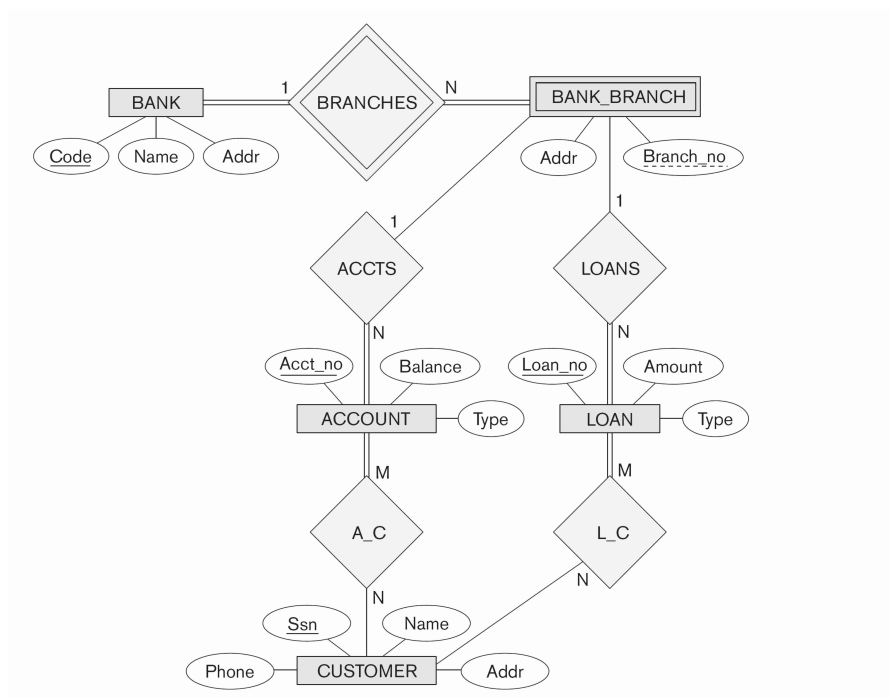 1
N
BANK
BRANCHES
BANK_BRANCH
Code
Name
Addr
Addr
Branch_no
1
1
ACCTS
LOANS
N
N
Acct_no
Balance
Loan_no
Amount
ACCOUNT
Type
LOAN
Type
M
M
A_C
L_C
N
N
Ssn
Name
Phone
CUSTOMER
Addr